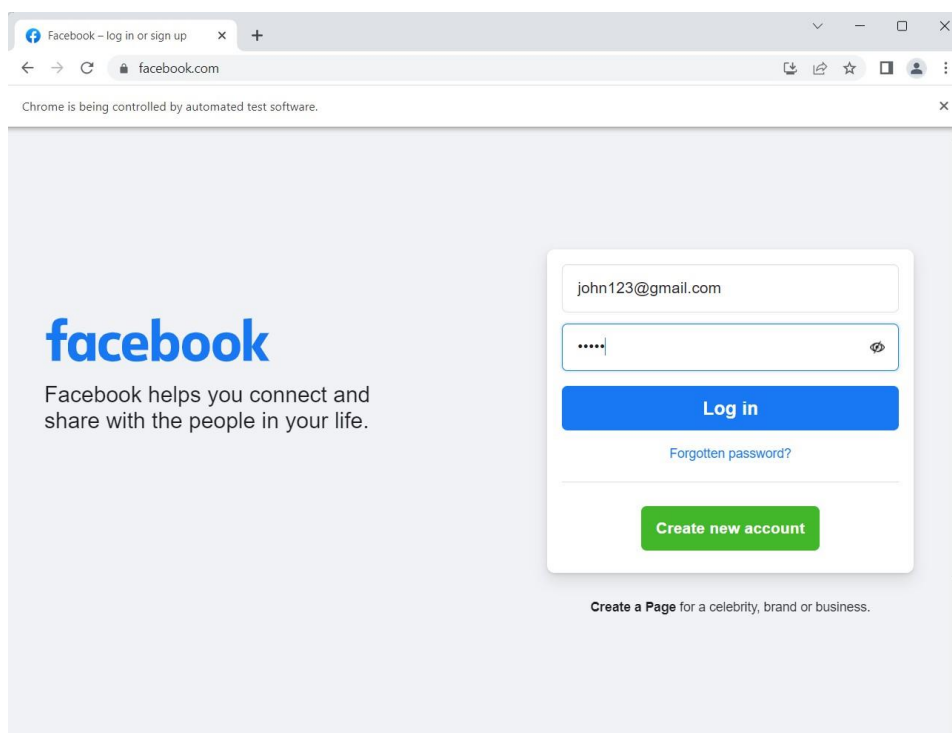 Facebook – log in or sign up
facebook.com
Chrome is being controlled by automated test software.
john123@gmail.com
•••••
facebook
Facebook helps you connect and
share with the people in your life.
Log in
Forgotten password?
Create new account
Create a Page for a celebrity, brand or business.